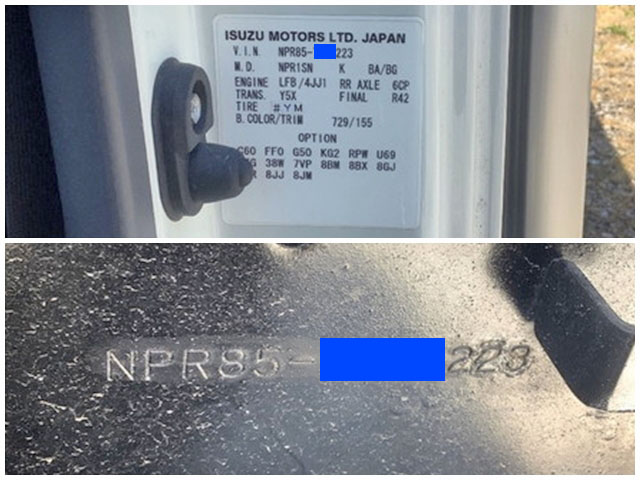 ISUZU MOTORS LTD. JAPAN
V.I.N. NPR85- 223
M.D. NPR1SN K BA/BG
ENGINE LF8/4JJ1 RR AXLE 6CP
TRANS. Y5X FINAL R42
TIRE #YM
B.COLOR/TRIM 729/155
OPTION
C60 FF0 G50 KG2 RPW U69
38W 7VP 8BM 8BX 8GJ
8JJ 8JM
NPR85- 223